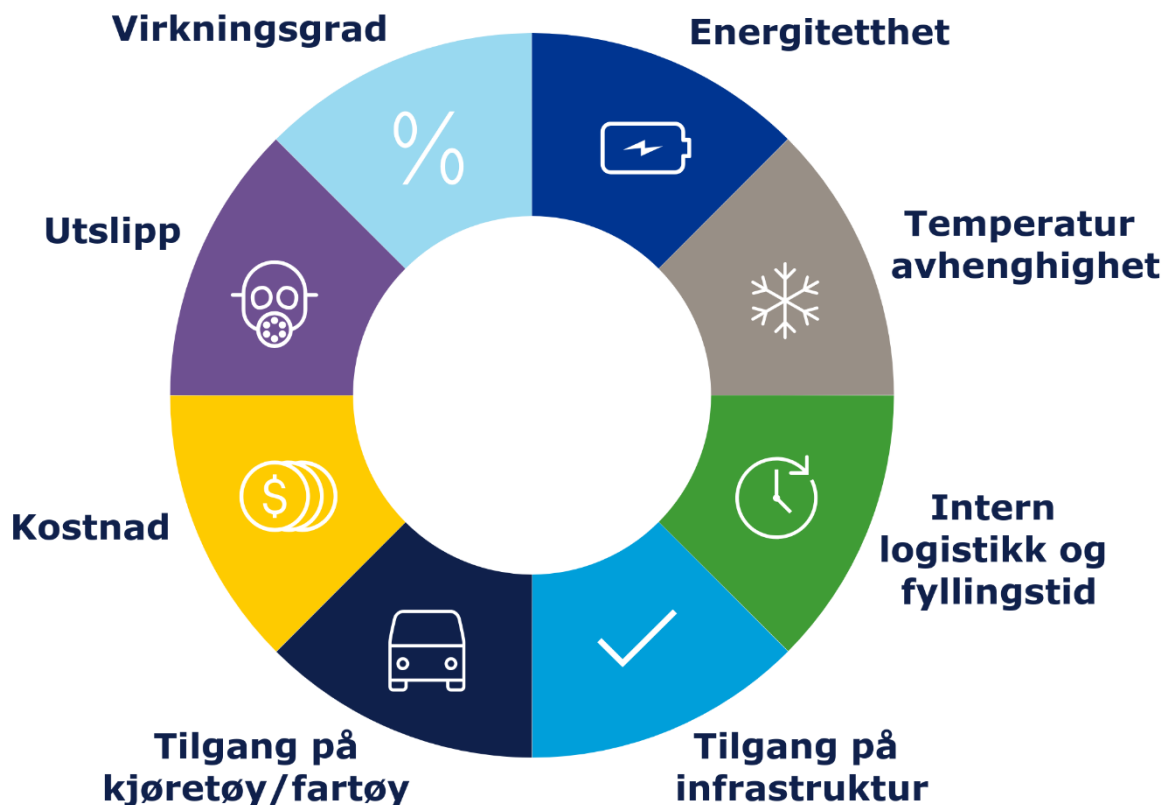 Virkningsgrad
Energitetthet
Temperatur
avhenghighet
Utslipp
%
$
Kostnad
Intern
logistikk og
fyllingstid
Tilgang på
kjøretøy/fartøy
Tilgang på
infrastruktur